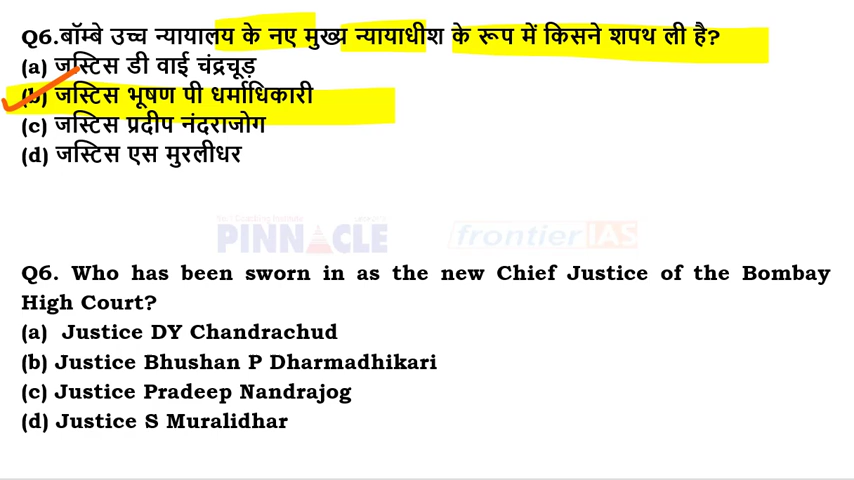 Q6.बॉम्बे उच्च न्यायालय के नए मुख्य न्यायाधीश के रूप में किसने शपथ ली है?
(a) जस्टिस डी वाई चंद्रचूड़
(b) जस्टिस भूषण पी धर्माधिकारी
(c) जस्टिस प्रदीप नंदराजोग
(d) जस्टिस एस मुरलीधर
PINNACLE frontier IAS
Q6. Who has been sworn in as the new Chief Justice of the Bombay
High Court?
(a) Justice DY Chandrachud
(b) Justice Bhushan P Dharmadhikari
(c) Justice Pradeep Nandrajog
(d) Justice S Muralidhar